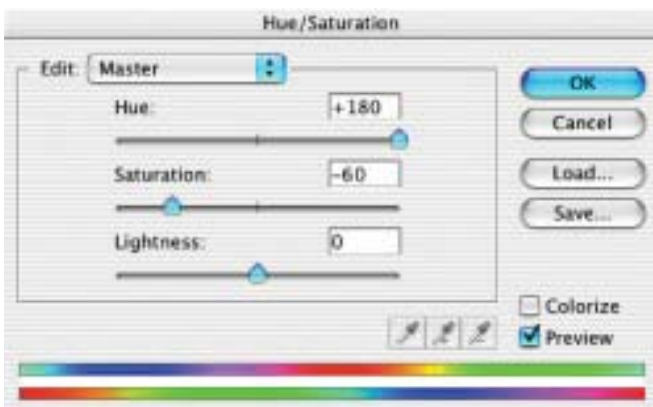 Hue/Saturation
Edit: Master
Hue: +180
Saturation: -60
Lightness: 0
OK
Cancel
Load...
Save...
Colorize
Preview